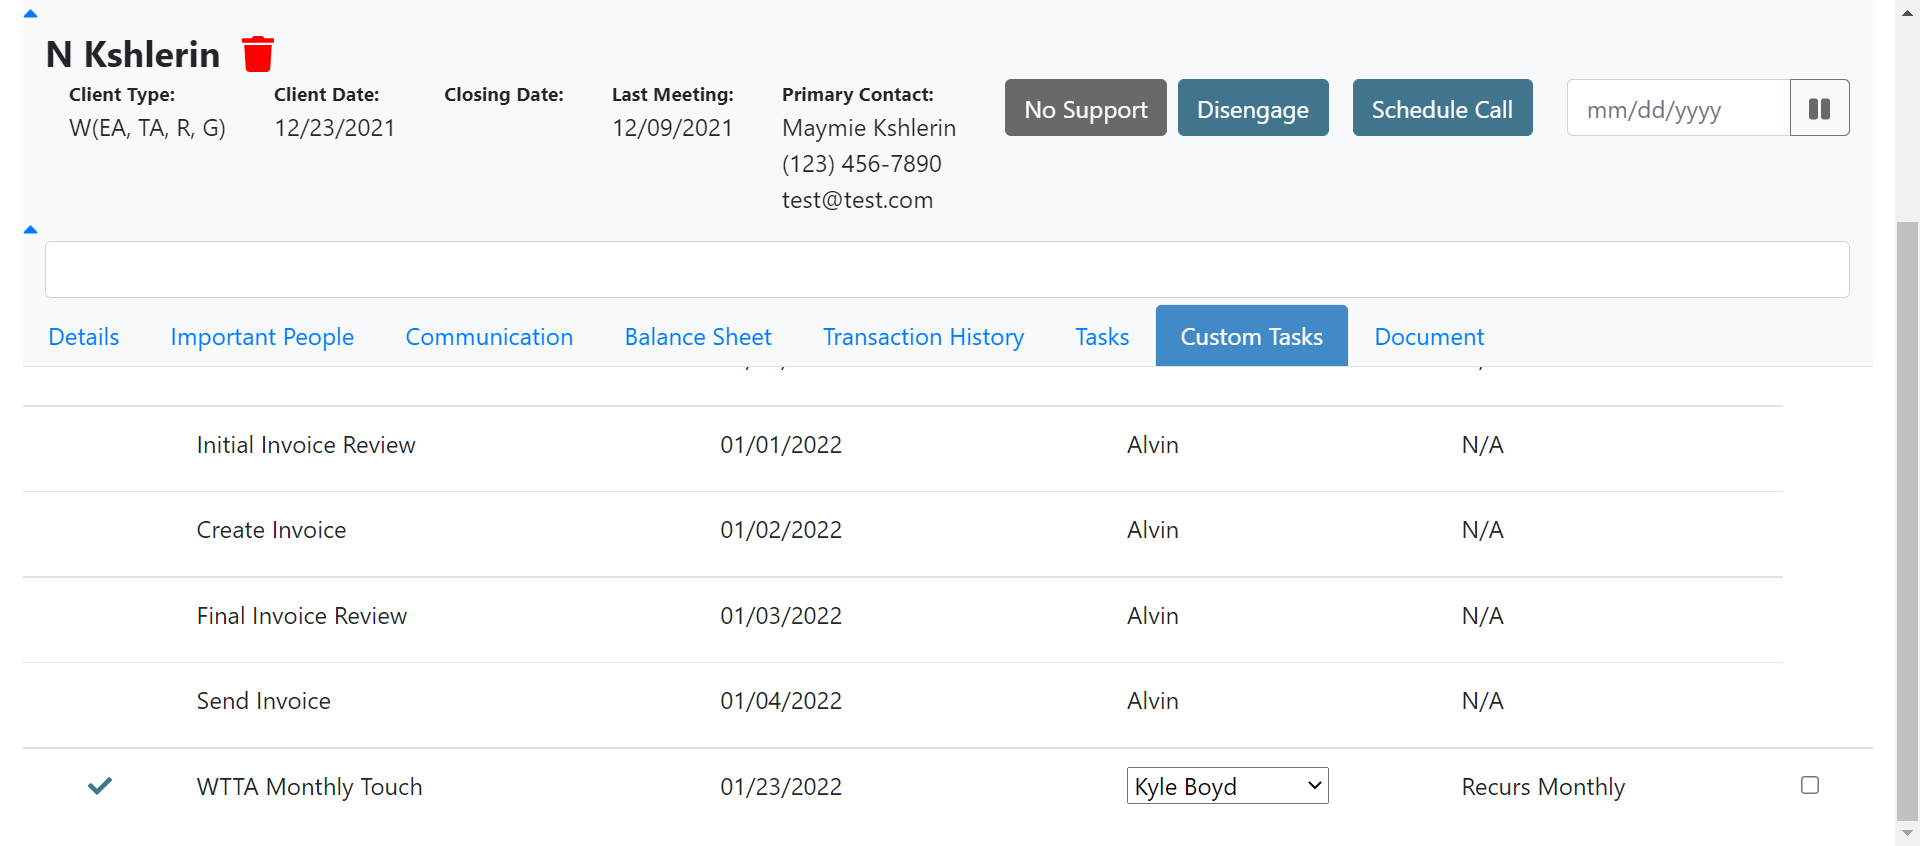 N Kshlerin
Client Type: Client Date: Closing Date: Last Meeting: Primary Contact:
W(EA, TA, R, G) 12/23/2021 12/09/2021 Maymie Kshlerin
(123) 456-7890
test@test.com
No Support Disengage Schedule Call mm/dd/yyyy
Details Important People Communication Balance Sheet Transaction History Tasks Custom Tasks Document
Initial Invoice Review 01/01/2022 Alvin N/A
Create Invoice 01/02/2022 Alvin N/A
Final Invoice Review 01/03/2022 Alvin N/A
Send Invoice 01/04/2022 Alvin N/A
WTTA Monthly Touch 01/23/2022 Kyle Boyd Recurs Monthly